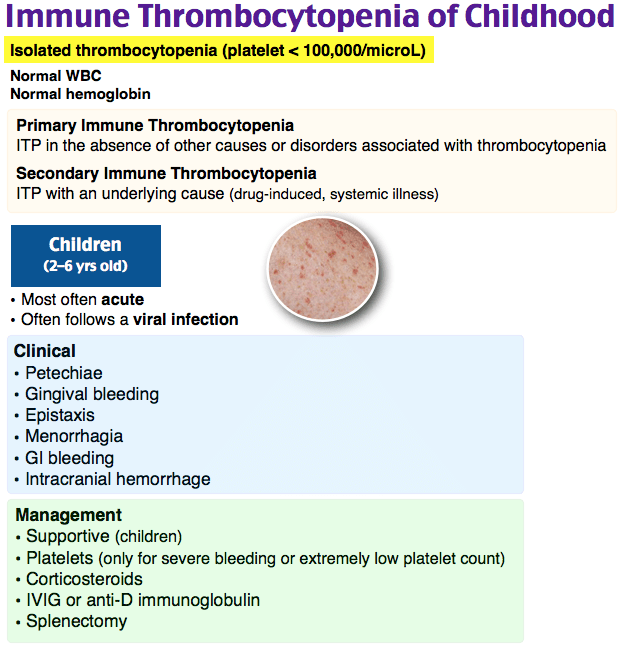 Immune Thrombocytopenia of Childhood
Isolated thrombocytopenia (platelet < 100,000/microL)
Normal WBC
Normal hemoglobin
Primary Immune Thrombocytopenia
ITP in the absence of other causes or disorders associated with thrombocytopenia
Secondary Immune Thrombocytopenia
ITP with an underlying cause (drug-induced, systemic illness)
Children
(2–6 yrs old)
• Most often acute
• Often follows a viral infection
Clinical
• Petechiae
• Gingival bleeding
• Epistaxis
• Menorrhagia
• GI bleeding
• Intracranial hemorrhage
Management
• Supportive (children)
• Platelets (only for severe bleeding or extremely low platelet count)
• Corticosteroids
• IVIG or anti-D immunoglobulin
• Splenectomy